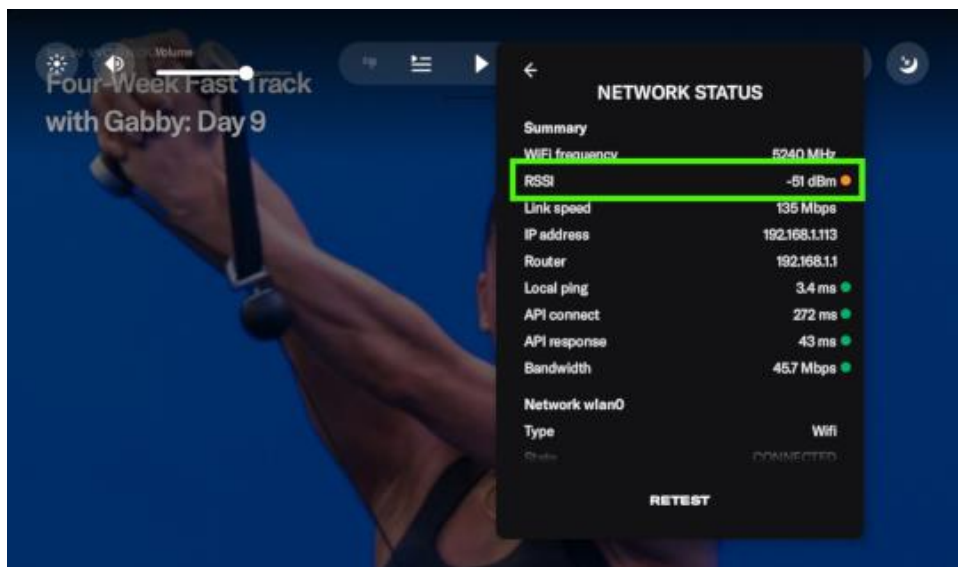 Volume
Four-Week Fast Track
with Gabby: Day 9
NETWORK STATUS
Summary
WiFi frequency 5240 MHz
RSSI -51 dBm
Link speed 135 Mbps
IP address 192.168.1.113
Router 192.168.1.1
Local ping 3.4 ms
API connect 272 ms
API response 43 ms
Bandwidth 45.7 Mbps
Network wlan0
Type Wifi
State CONNECTED
RETEST